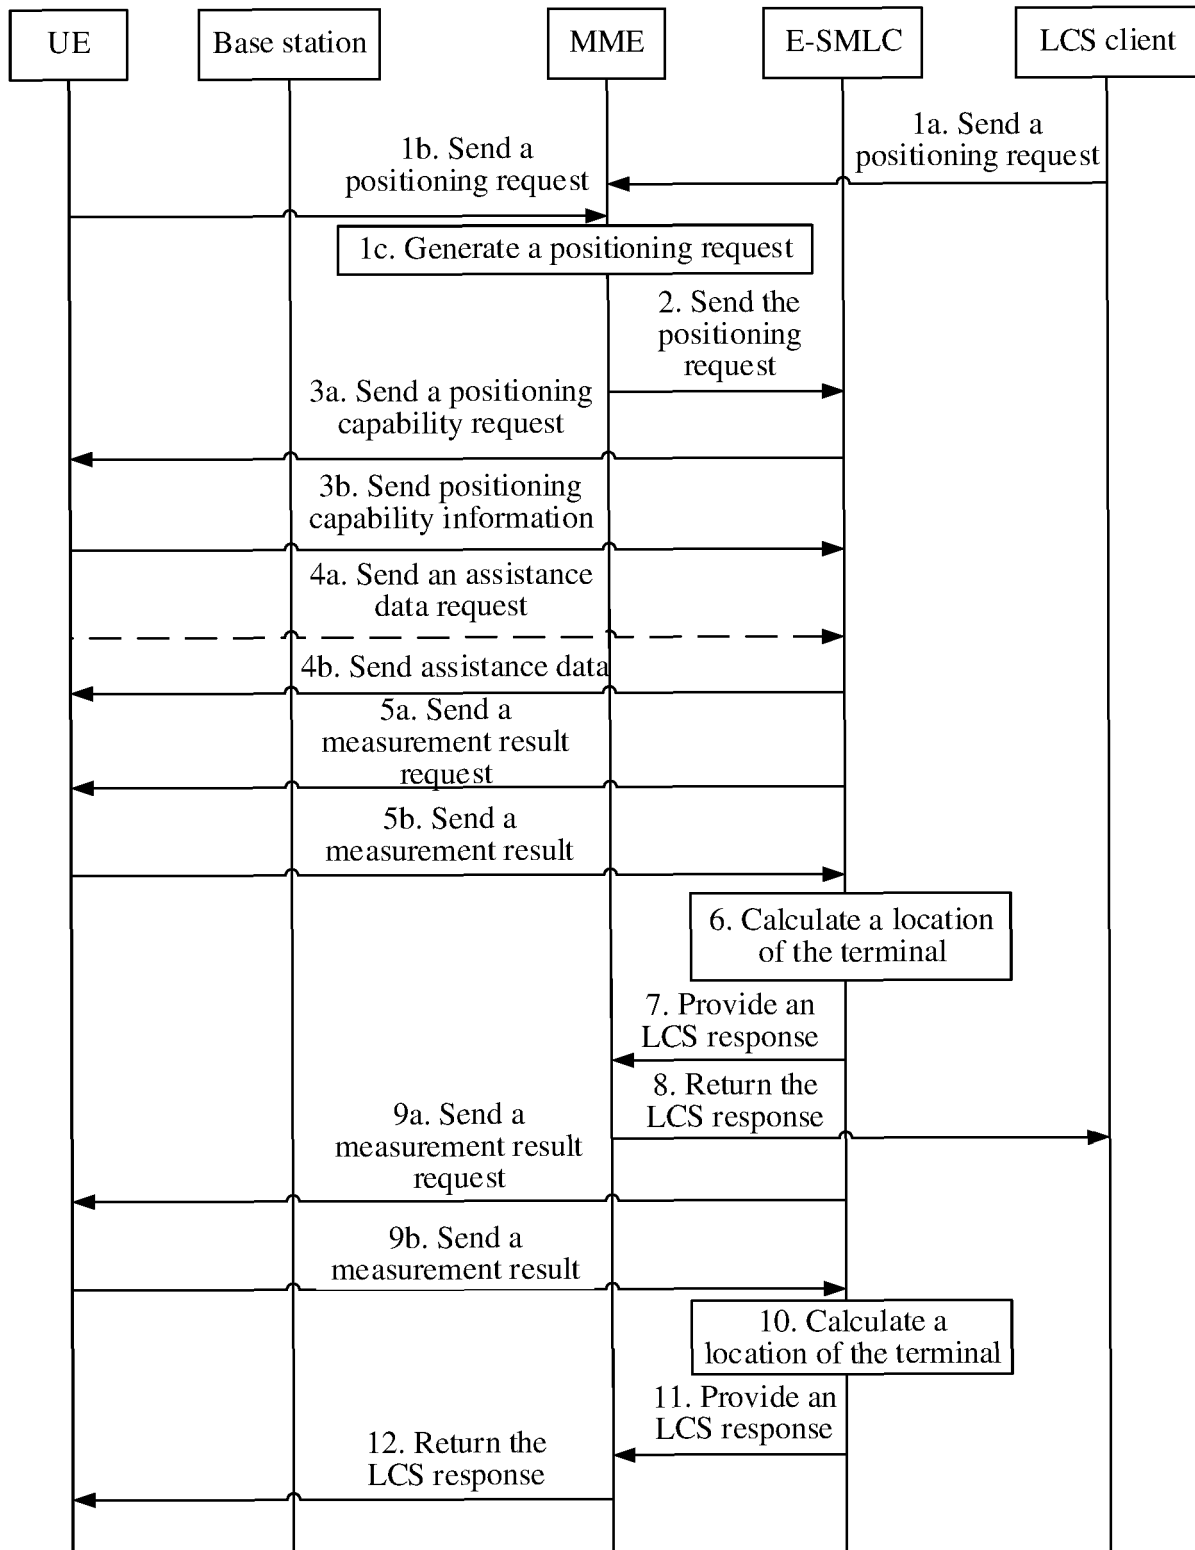 UE
Base station
MME
E-SMLC
LCS client
1a. Send a
positioning request
1b. Send a
positioning request
1c. Generate a positioning request
2. Send the
positioning
request
3a. Send a positioning
capability request
3b. Send positioning
capability information
4a. Send an assistance
data request
4b. Send assistance data
5a. Send a
measurement result
request
5b. Send a
measurement result
6. Calculate a location
of the terminal
7. Provide an
LCS response
8. Return the
LCS response
9a. Send a
measurement result
request
9b. Send a
measurement result
10. Calculate a
location of the terminal
11. Provide an
LCS response
12. Return the
LCS response